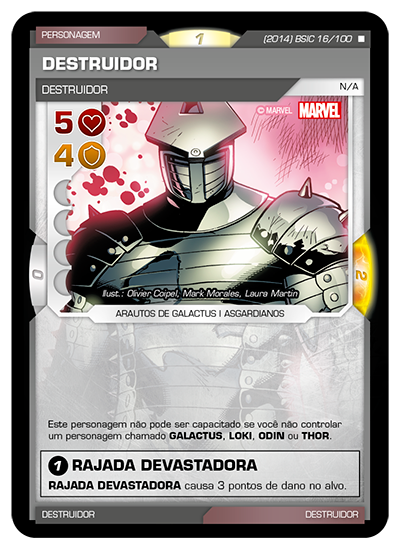 PERSONAGEM
1
(2014) BSIC 16/100
DESTRUIDOR
DESTRUIDOR
N/A
5
4
© MARVEL
MARVEL
0
2
Ilust.: Olivier Coipel, Mark Morales, Laura Martin
ARAUTOS DE GALACTUS | ASGARDIANOS
Este personagem não pode ser capacitado se você não controlar
um personagem chamado GALACTUS, LOKI, ODIN ou THOR.
1 RAJADA DEVASTADORA
RAJADA DEVASTADORA causa 3 pontos de dano no alvo.
DESTRUIDOR
DESTRUIDOR